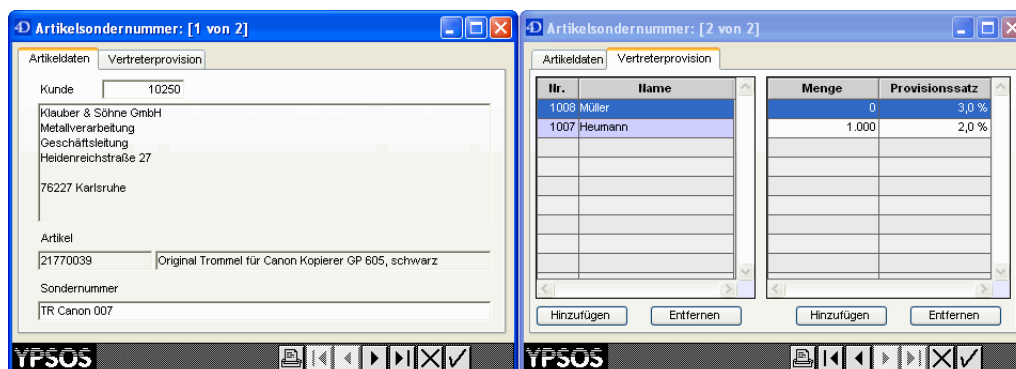 Artikelsondernummer: [1 von 2]
Artikeldaten Vertreterprovision
Kunde 10250
Klauber & Söhne GmbH
Metallverarbeitung
Geschäftsleitung
Heidenreichstraße 27
76227 Karlsruhe
Artikel
21770039 Original Trommel für Canon Kopierer GP 605, schwarz
Sondernummer
TR Canon 007
YPSOS
Artikelsondernummer: [2 von 2]
Artikeldaten Vertreterprovision
Nr. Name Menge Provisionssatz
1008 Müller 0 3,0 %
1007 Heumann 1.000 2,0 %
Hinzufügen Entfernen Hinzufügen Entfernen
YPSOS